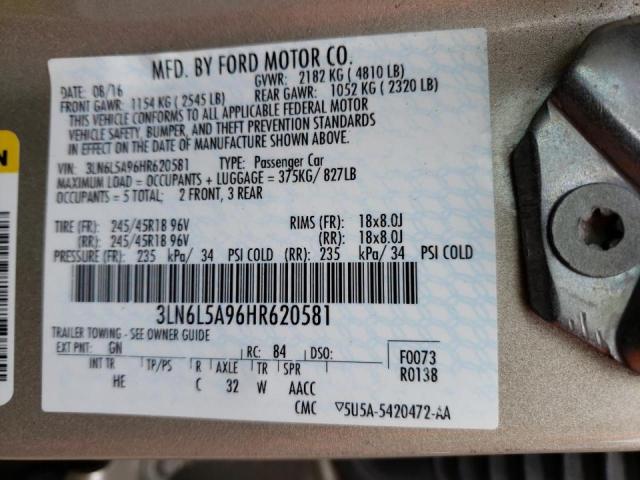 MFD. BY FORD MOTOR CO.
DATE: 08/16 GVWR: 2182 KG ( 4810 LB)
FRONT GAWR: 1154 KG ( 2545 LB) REAR GAWR: 1052 KG ( 2320 LB)
THIS VEHICLE CONFORMS TO ALL APPLICABLE FEDERAL MOTOR
VEHICLE SAFETY, BUMPER, AND THEFT PREVENTION STANDARDS
IN EFFECT ON THE DATE OF MANUFACTURE SHOWN ABOVE.
VIN: 3LN6L5A96HR620581 TYPE: Passenger Car
MAXIMUM LOAD = OCCUPANTS + LUGGAGE = 375KG/ 827LB
OCCUPANTS = 5 TOTAL: 2 FRONT, 3 REAR
TIRE (FR): 245/45R18 96V RIMS (FR): 18x8.0J
(RR): 245/45R18 96V (RR): 18x8.0J
PRESSURE (FR): 235 kPa/ 34 PSI COLD (RR): 235 kPa/ 34 PSI COLD
3LN6L5A96HR620581
TRAILER TOWING - SEE OWNER GUIDE
EXT PNT: GN RC: 84 DSO: F0073
INT TR TP/PS R AXLE TR SPR R0138
HE C 32 W AACC
CMC ▽5U5A-5420472-AA